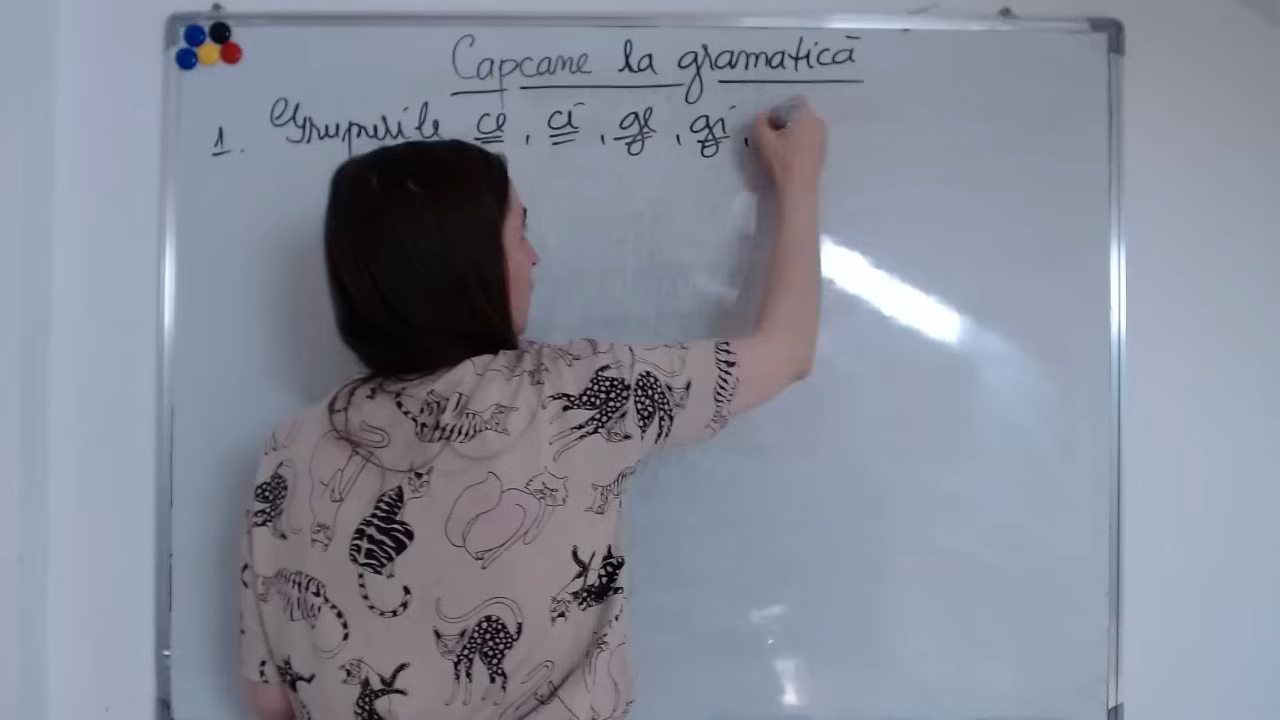 Capcane la gramatică
1. Grupurile ce, ci, ge, gi,